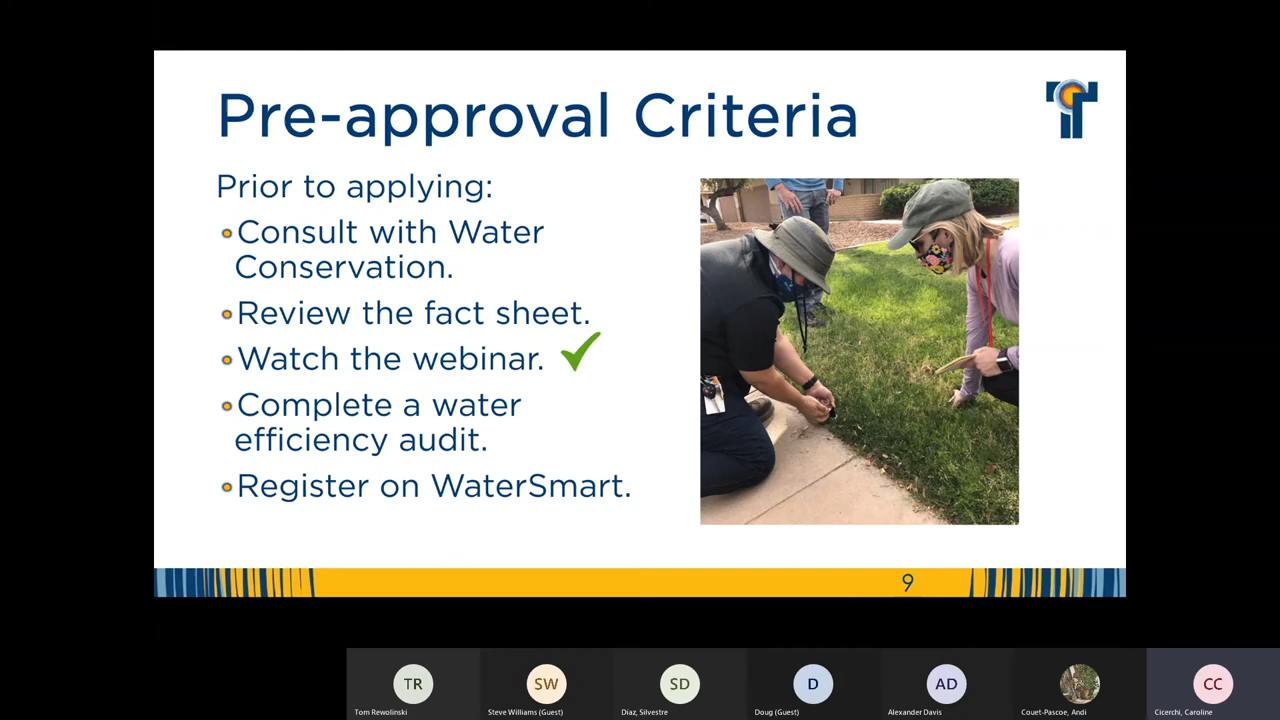 Pre-approval Criteria
Prior to applying:
•Consult with Water
Conservation.
•Review the fact sheet.
•Watch the webinar.
•Complete a water
efficiency audit.
•Register on WaterSmart.
9
TR
SW
SD
D
AD
CC
Tom Rewolinski
Steve Williams (Guest)
Diaz, Silvestre
Doug (Guest)
Alexander Davis
Couet-Pascoe, Andi
Cicerchi, Caroline